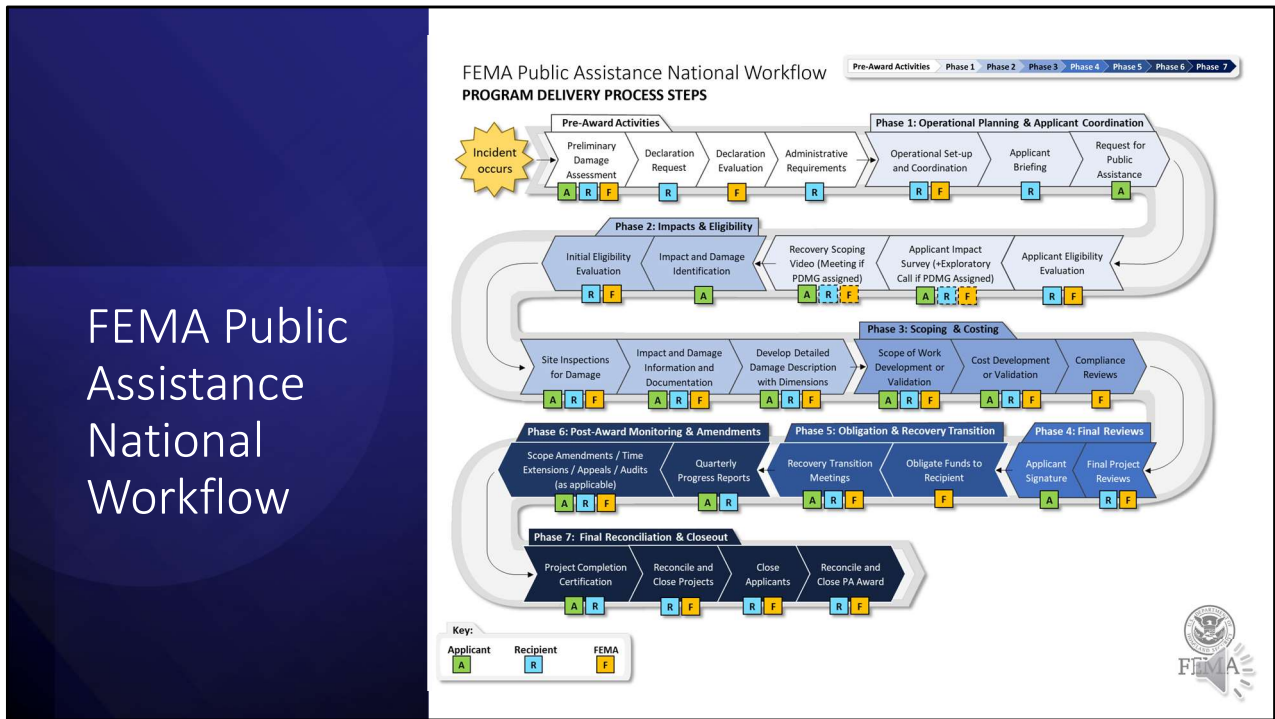 FEMA Public
Assistance
National
Workflow
FEMA Public Assistance National Workflow
PROGRAM DELIVERY PROCESS STEPS
Pre-Award Activities Phase 1 Phase 2 Phase 3 Phase 4 Phase 5 Phase 6 Phase 7
Incident
occurs
Pre-Award Activities
Preliminary
Damage
Assessment
A R F
Declaration
Request
R
Declaration
Evaluation
F
Administrative
Requirements
R
Phase 1: Operational Planning & Applicant Coordination
Operational Set-up
and Coordination
R F
Applicant
Briefing
R
Request for
Public
Assistance
A
Applicant Eligibility
Evaluation
R F
Applicant Impact
Survey (+Exploratory
Call if PDMG Assigned)
A R F
Recovery Scoping
Video (Meeting if
PDMG assigned)
A R F
Phase 2: Impacts & Eligibility
Impact and Damage
Identification
A
Initial Eligibility
Evaluation
R F
Site Inspections
for Damage
A R F
Impact and Damage
Information and
Documentation
A R F
Develop Detailed
Damage Description
with Dimensions
A R F
Phase 3: Scoping & Costing
Scope of Work
Development or
Validation
A R F
Cost Development
or Validation
A R F
Compliance
Reviews
F
Phase 4: Final Reviews
Final Project
Reviews
R F
Applicant
Signature
A
Phase 5: Obligation & Recovery Transition
Obligate Funds to
Recipient
F
Recovery Transition
Meetings
A R F
Phase 6: Post-Award Monitoring & Amendments
Quarterly
Progress Reports
A R
Scope Amendments / Time
Extensions / Appeals / Audits
(as applicable)
A R F
Phase 7: Final Reconciliation & Closeout
Project Completion
Certification
A R
Reconcile and
Close Projects
R F
Close
Applicants
R F
Reconcile and
Close PA Award
R F
Key:
Applicant
A
Recipient
R
FEMA
F
FEMA